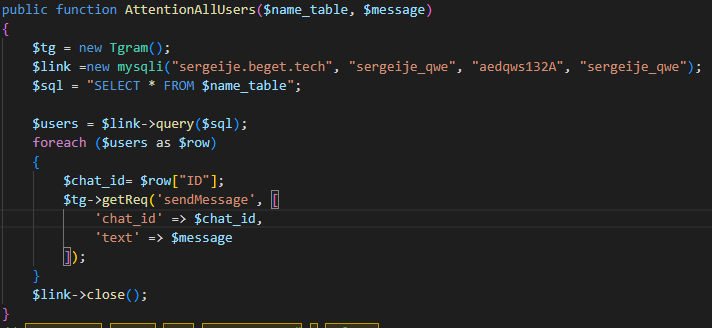 public function AttentionAllUsers($name_table, $message)
{
$tg = new Tgram();
$link =new mysqli("sergeije.beget.tech", "sergeije_qwe", "aedqws132A", "sergeije_qwe");
$sql = "SELECT * FROM $name_table";
$users = $link->query($sql);
foreach ($users as $row)
{
$chat_id= $row["ID"];
$tg->getReq('sendMessage', [
'chat_id' => $chat_id,
'text' => $message
]);
}
$link->close();
}